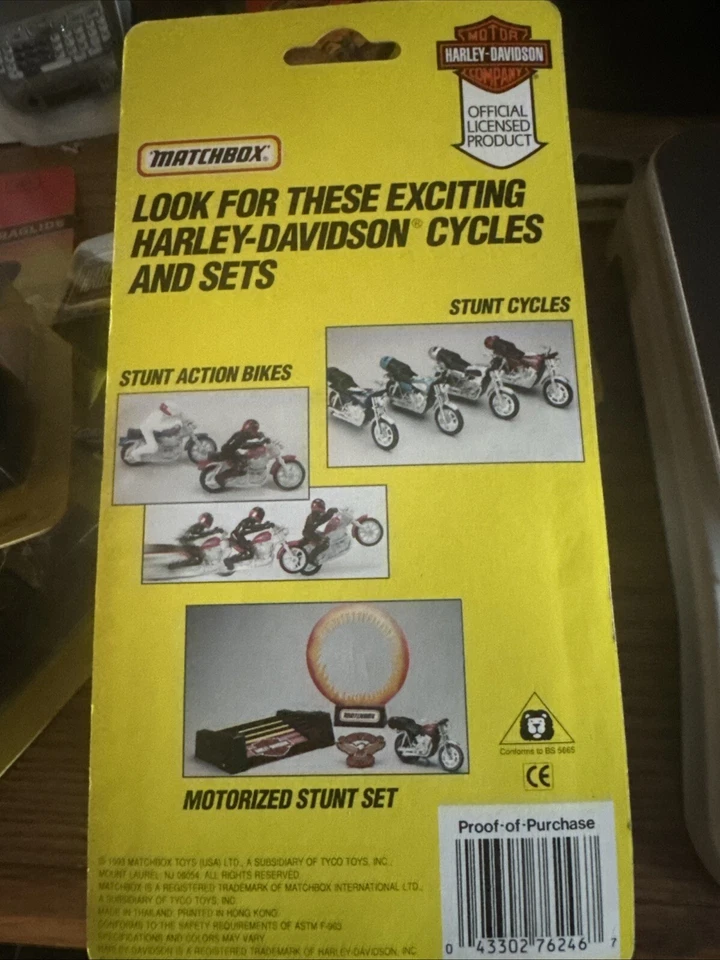 MOTOR
HARLEY-DAVIDSON
COMPANY
OFFICIAL
LICENSED
PRODUCT
MATCHBOX®
LOOK FOR THESE EXCITING
HARLEY-DAVIDSON® CYCLES
AND SETS
STUNT CYCLES
STUNT ACTION BIKES
MATCHBOX
MOTORIZED STUNT SET
Conforms to BS 5665
CE
Proof-of-Purchase
© 1993 MATCHBOX TOYS (USA) LTD., A SUBSIDIARY OF TYCO TOYS, INC.,
MOUNT LAUREL, NJ 08054. ALL RIGHTS RESERVED.
MATCHBOX IS A REGISTERED TRADEMARK OF MATCHBOX INTERNATIONAL LTD.,
A SUBSIDIARY OF TYCO TOYS, INC.
MADE IN THAILAND. PRINTED IN HONG KONG.
CONFORMS TO THE SAFETY REQUIREMENTS OF ASTM F-963.
SPECIFICATIONS AND COLORS MAY VARY.
HARLEY-DAVIDSON IS A REGISTERED TRADEMARK OF HARLEY-DAVIDSON, INC.
0 43302 76246 7